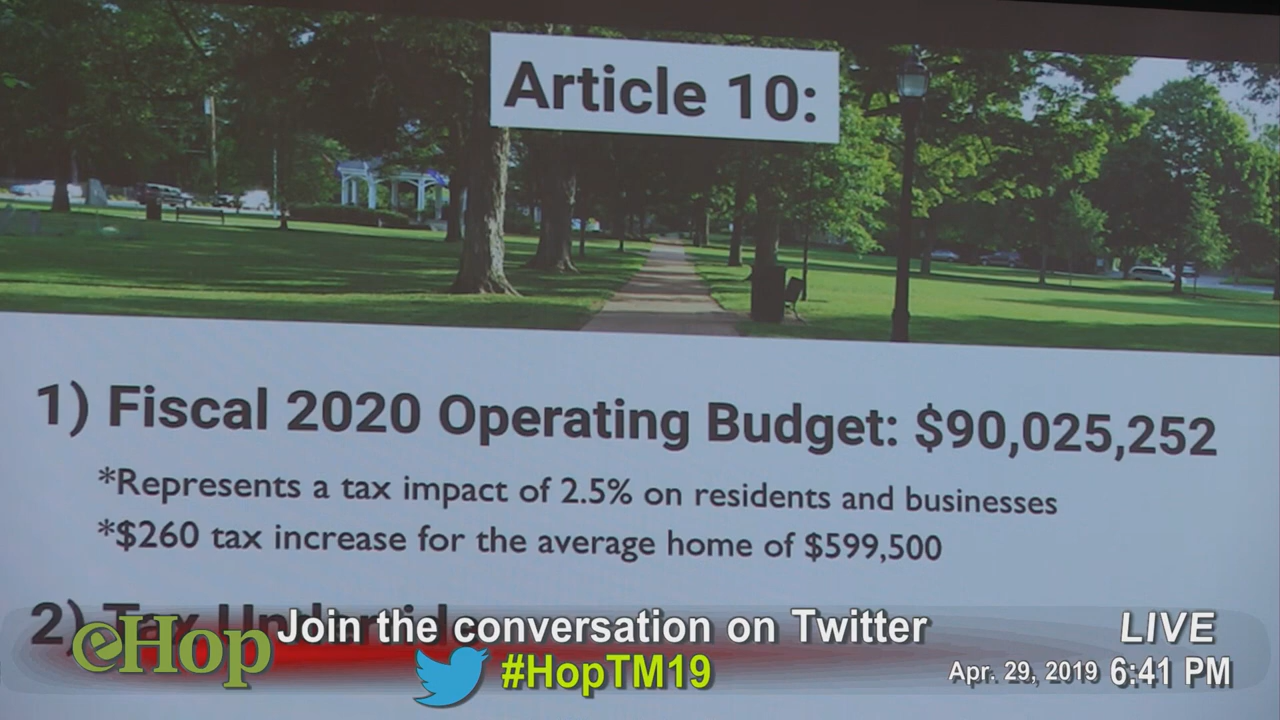 Article 10:
1) Fiscal 2020 Operating Budget: $90,025,252
*Represents a tax impact of 2.5% on residents and businesses
*$260 tax increase for the average home of $599,500
2) Tax
eHop
Join the conversation on Twitter
#HopTM19
LIVE
Apr. 29, 2019 6:41 PM